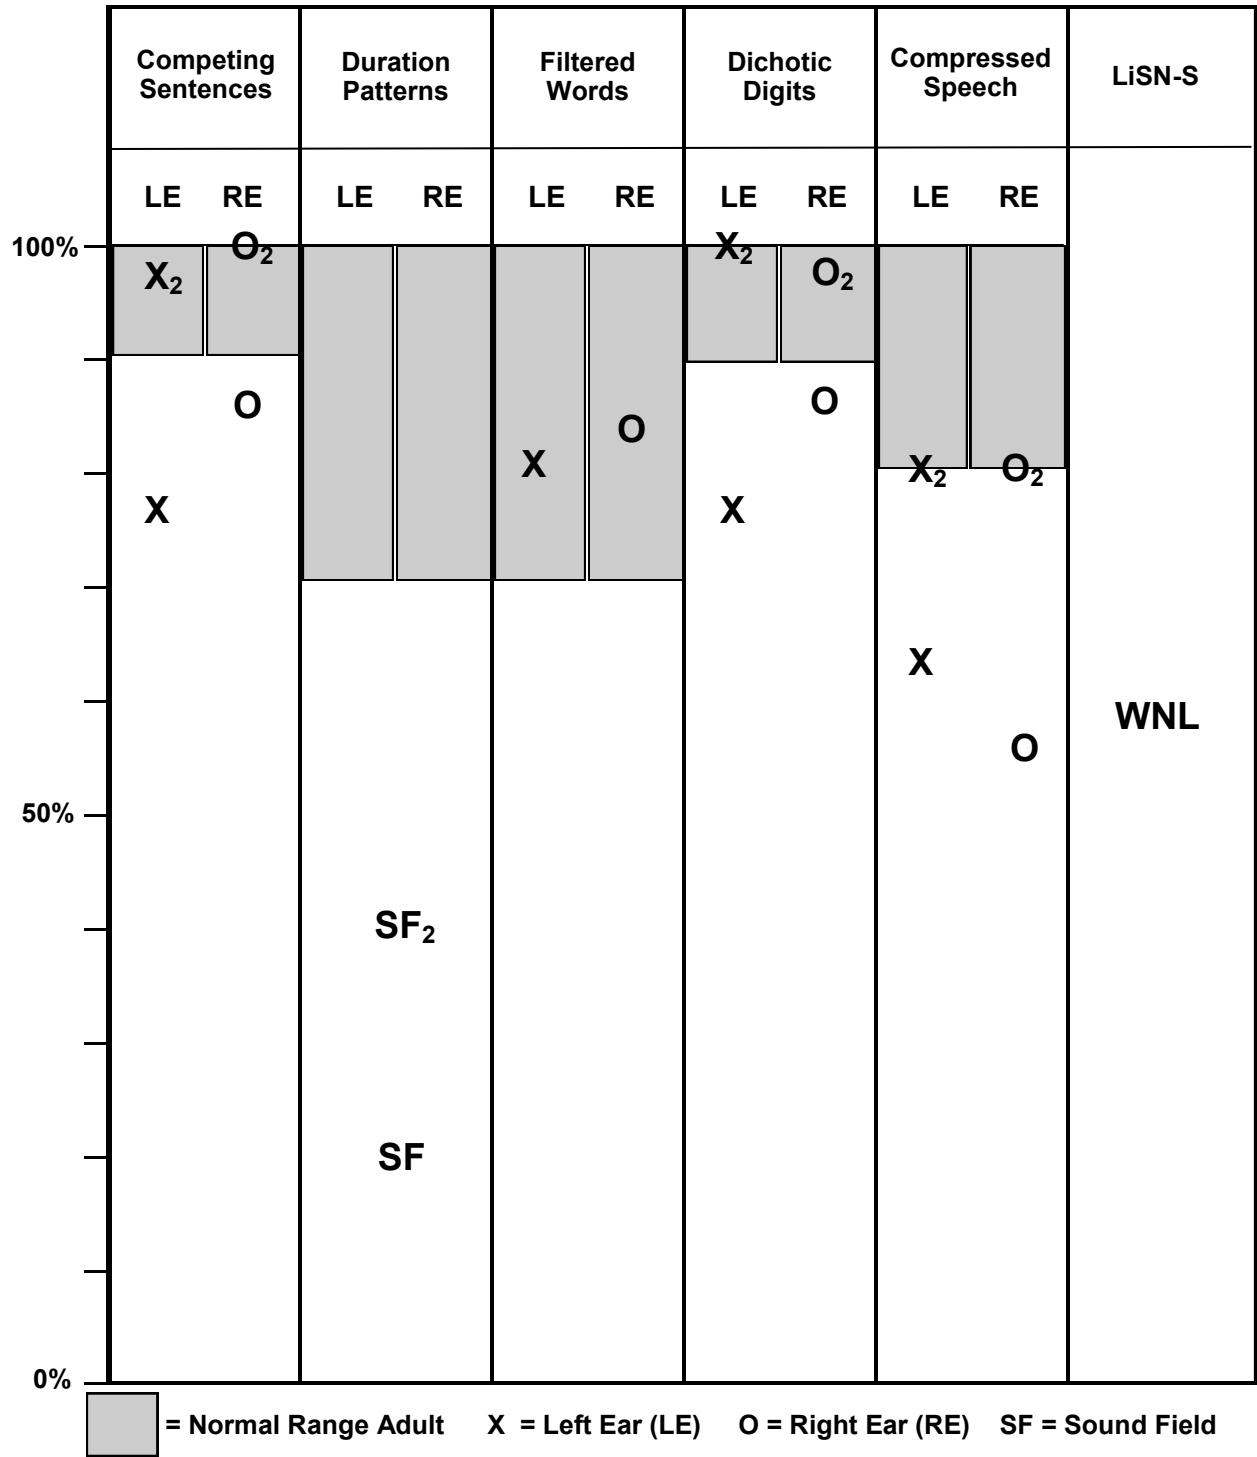 Competing Sentences
Duration Patterns
Filtered Words
Dichotic Digits
Compressed Speech
LiSN-S
LE RE LE RE LE RE LE RE LE RE
100%
X₂ O₂ X₂ O₂
O O
O
X X₂ O₂
X X
X
WNL
O
50%
SF₂
SF
0%
= Normal Range Adult X = Left Ear (LE) O = Right Ear (RE) SF = Sound Field